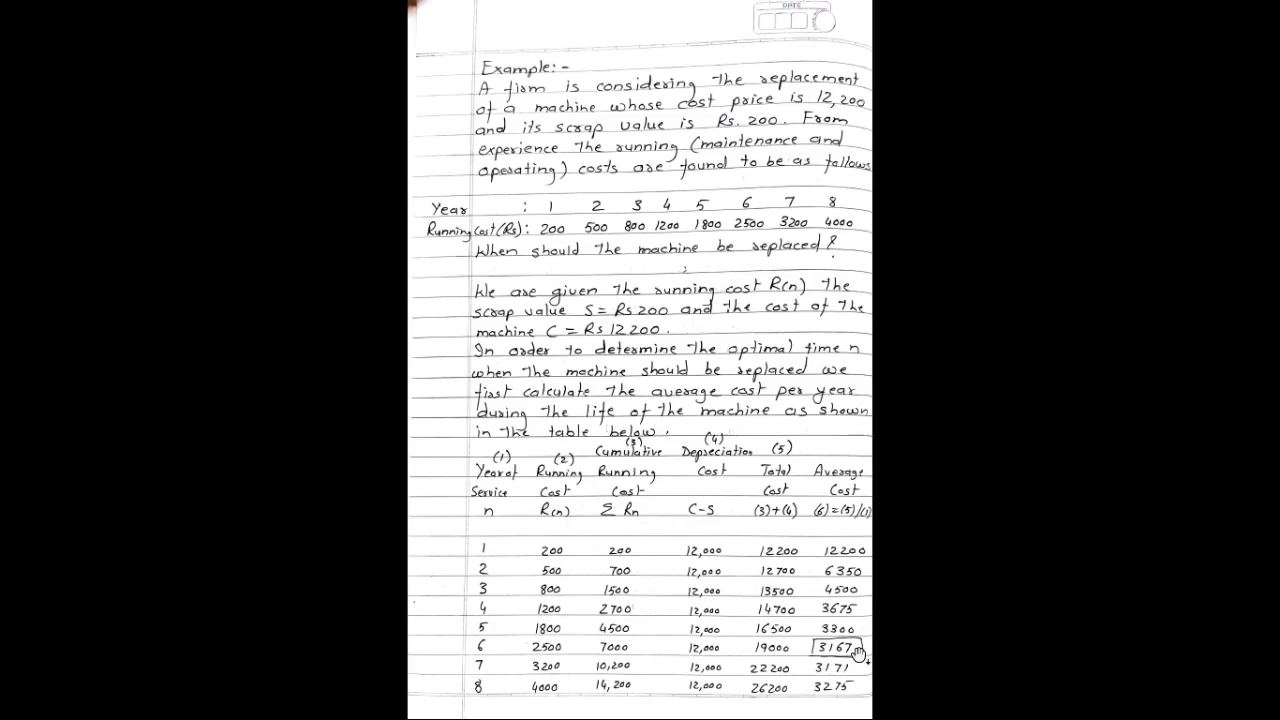 DATE
Example:-
A firm is considering the replacement
of a machine whose cost price is 12,200
and its scrap value is Rs. 200. From
experience the running (maintenance and
operating) costs are found to be as follows
Year : 1 2 3 4 5 6 7 8
Running cost (Rs): 200 500 800 1200 1800 2500 3200 4000
When should the machine be replaced?
We are given the running cost R(n) the
scrap value S = Rs 200 and the cost of the
machine C = Rs 12200.
In order to determine the optimal time n
when the machine should be replaced we
first calculate the average cost per year
during the life of the machine as shown
in the table below.
(1) (2) (3) (4) (5)
Cumulative Depreciation
Year of Running Running Cost Total Average
Service Cost Cost Cost Cost
n R(n) Σ Rn C-S (3)+(4) (6)=(5)/(1)
1 200 200 12,000 12200 12200
2 500 700 12,000 12700 6350
3 800 1500 12,000 13500 4500
4 1200 2700 12,000 14700 3675
5 1800 4500 12,000 16500 3300
6 2500 7000 12,000 19000 3167
7 3200 10,200 12,000 22200 3171
8 4000 14,200 12,000 26200 3275